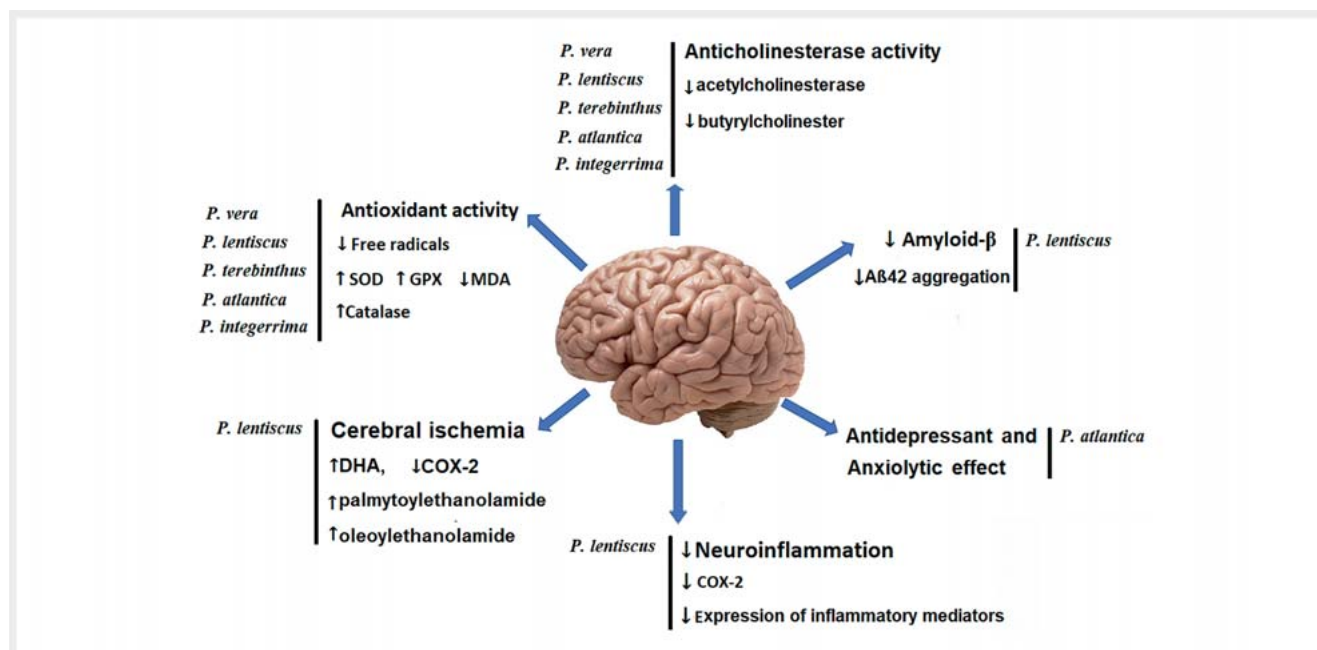 P. vera
P. lentiscus
P. terebinthus
P. atlantica
P. integerrima
Anticholinesterase activity
↓acetylcholinesterase
↓butyrylcholinester
P. vera
P. lentiscus
P. terebinthus
P. atlantica
P. integerrima
Antioxidant activity
↓ Free radicals
↑SOD ↑GPX ↓MDA
↑Catalase
↓ Amyloid-β
↓Aß42 aggregation
P. lentiscus
P. lentiscus
Cerebral ischemia
↑DHA, ↓COX-2
↑palmytoylethanolamide
↑oleoylethanolamide
Antidepressant and
Anxiolytic effect
P. atlantica
P. lentiscus
↓Neuroinflammation
↓ COX-2
↓Expression of inflammatory mediators